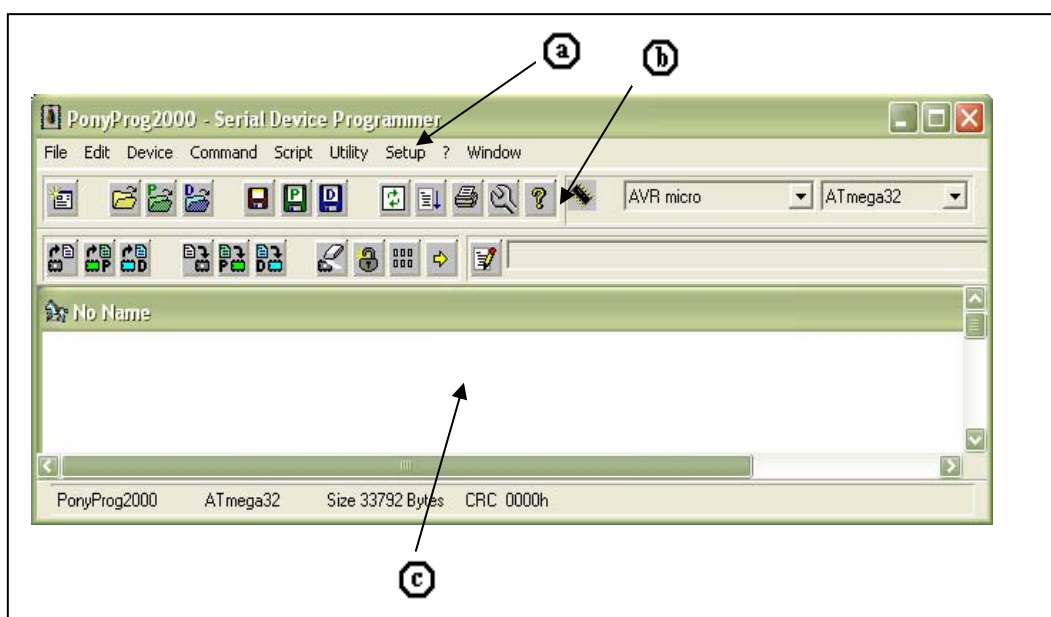 a
b
PonyProg2000 - Serial Device Programmer
File Edit Device Command Script Utility Setup ? Window
P D P D ? AVR micro ATmega32
P D P D
No Name
PonyProg2000 ATmega32 Size 33792 Bytes CRC 0000h
c